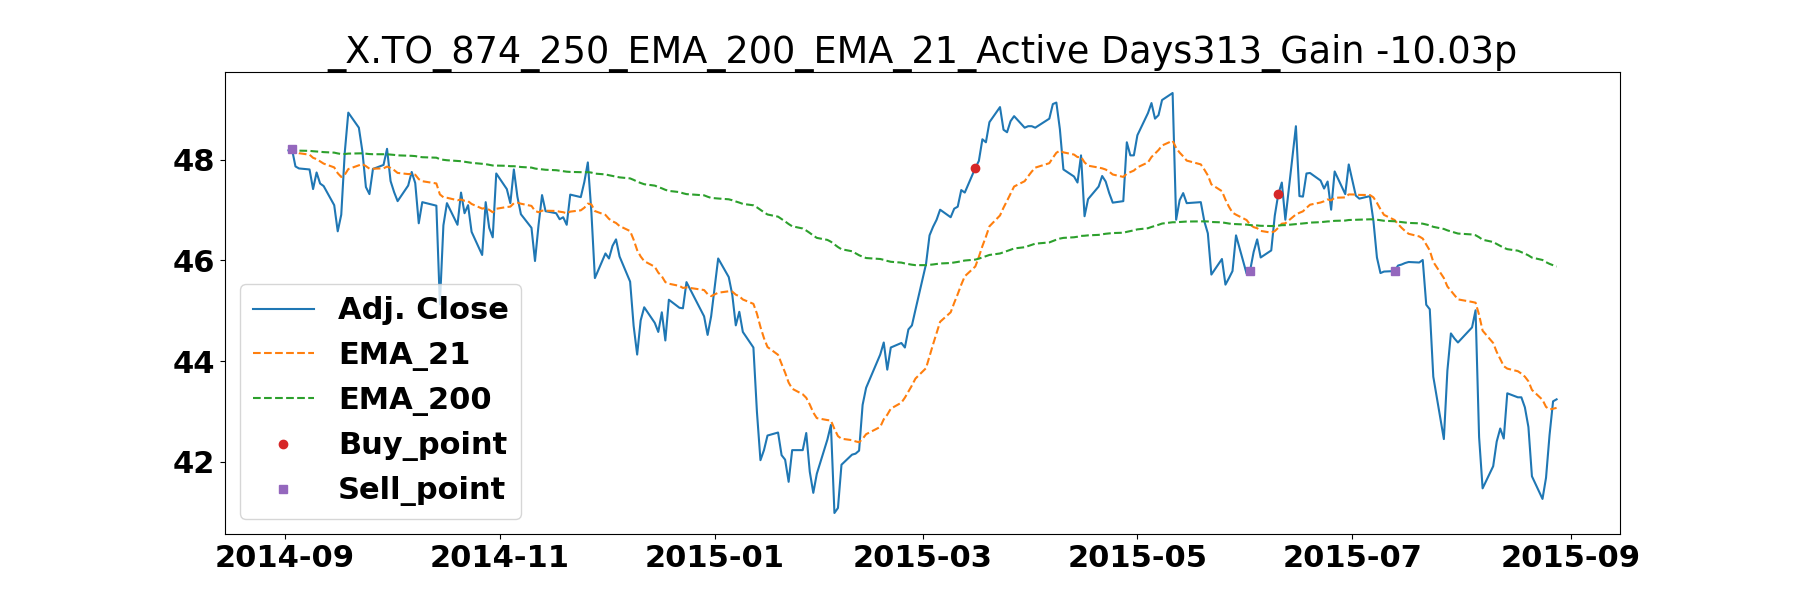 _X.TO_874_250_EMA_200_EMA_21_Active Days313_Gain -10.03p
48
46
44
42
Adj. Close
EMA_21
EMA_200
Buy_point
Sell_point
2014-09 2014-11 2015-01 2015-03 2015-05 2015-07 2015-09